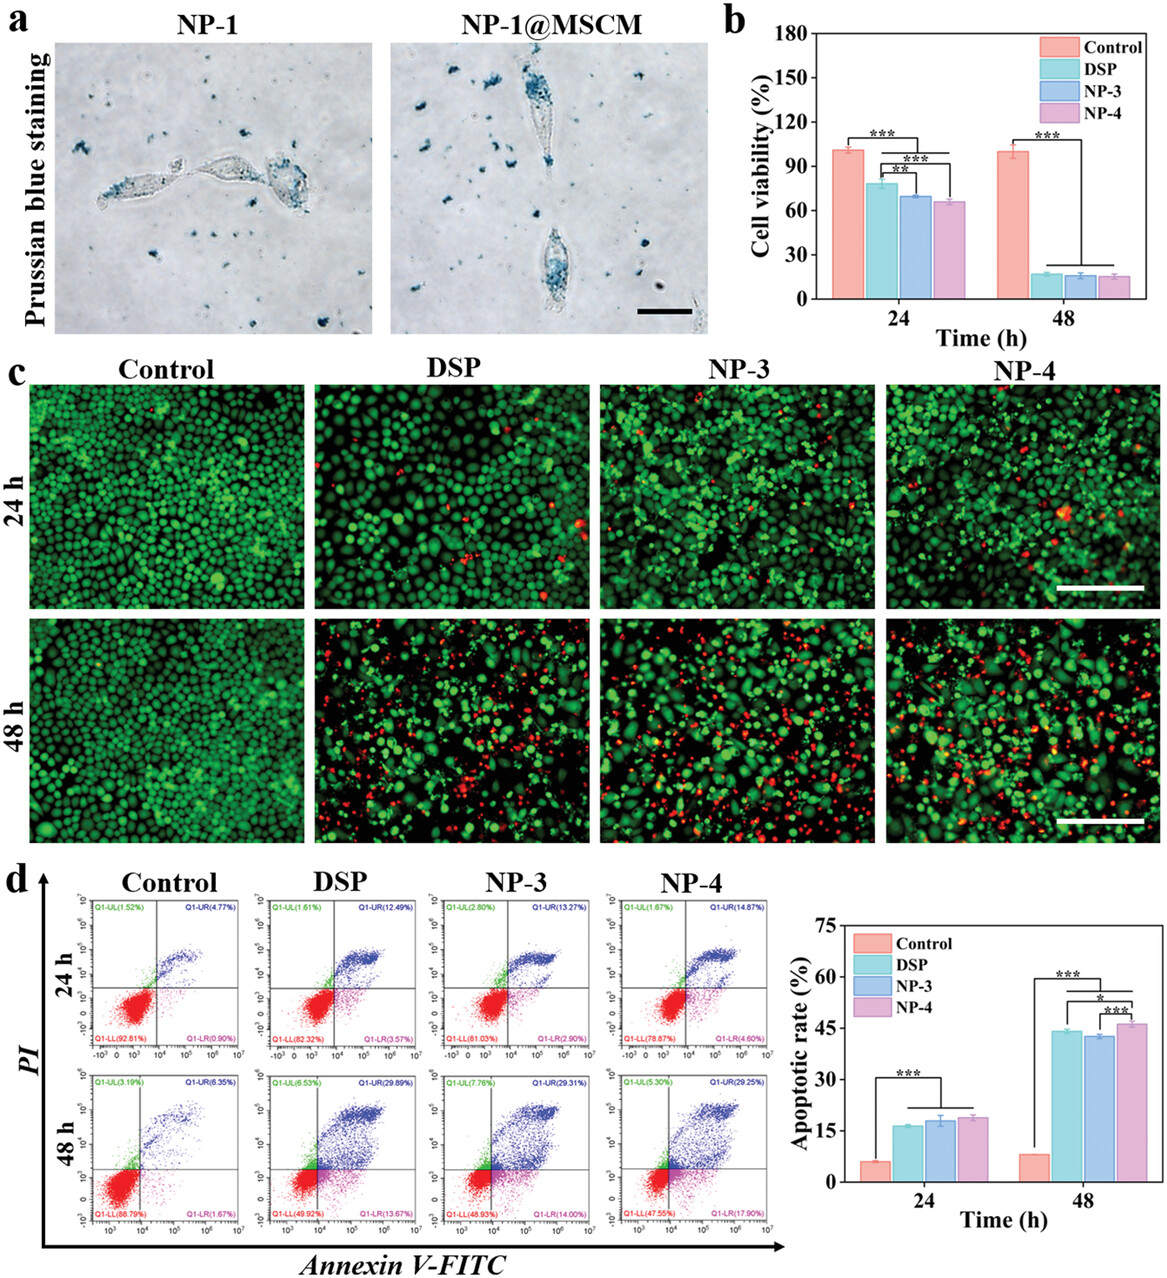 a
NP-1
NP-1@MSCM
Prussian blue staining
b
Cell viability (%)
180
150
120
90
60
30
0
Control
DSP
NP-3
NP-4
***
***
**
***
24
48
Time (h)
c
Control
DSP
NP-3
NP-4
24 h
48 h
d
Control
DSP
NP-3
NP-4
PI
24 h
Q1-UL(1.52%)
Q1-UR(4.77%)
Q1-LL(92.81%)
Q1-LR(0.90%)
Q1-UL(1.61%)
Q1-UR(12.49%)
Q1-LL(82.32%)
Q1-LR(3.57%)
Q1-UL(2.80%)
Q1-UR(13.27%)
Q1-LL(81.03%)
Q1-LR(2.90%)
Q1-UL(1.67%)
Q1-UR(14.87%)
Q1-LL(78.87%)
Q1-LR(4.60%)
48 h
Q1-UL(3.19%)
Q1-UR(6.35%)
Q1-LL(88.79%)
Q1-LR(1.67%)
Q1-UL(6.53%)
Q1-UR(29.89%)
Q1-LL(49.92%)
Q1-LR(13.67%)
Q1-UL(7.76%)
Q1-UR(29.31%)
Q1-LL(48.93%)
Q1-LR(14.00%)
Q1-UL(5.30%)
Q1-UR(29.25%)
Q1-LL(47.55%)
Q1-LR(17.90%)
Annexin V-FITC
Apoptotic rate (%)
75
60
45
30
15
0
Control
DSP
NP-3
NP-4
***
***
*
***
24
48
Time (h)